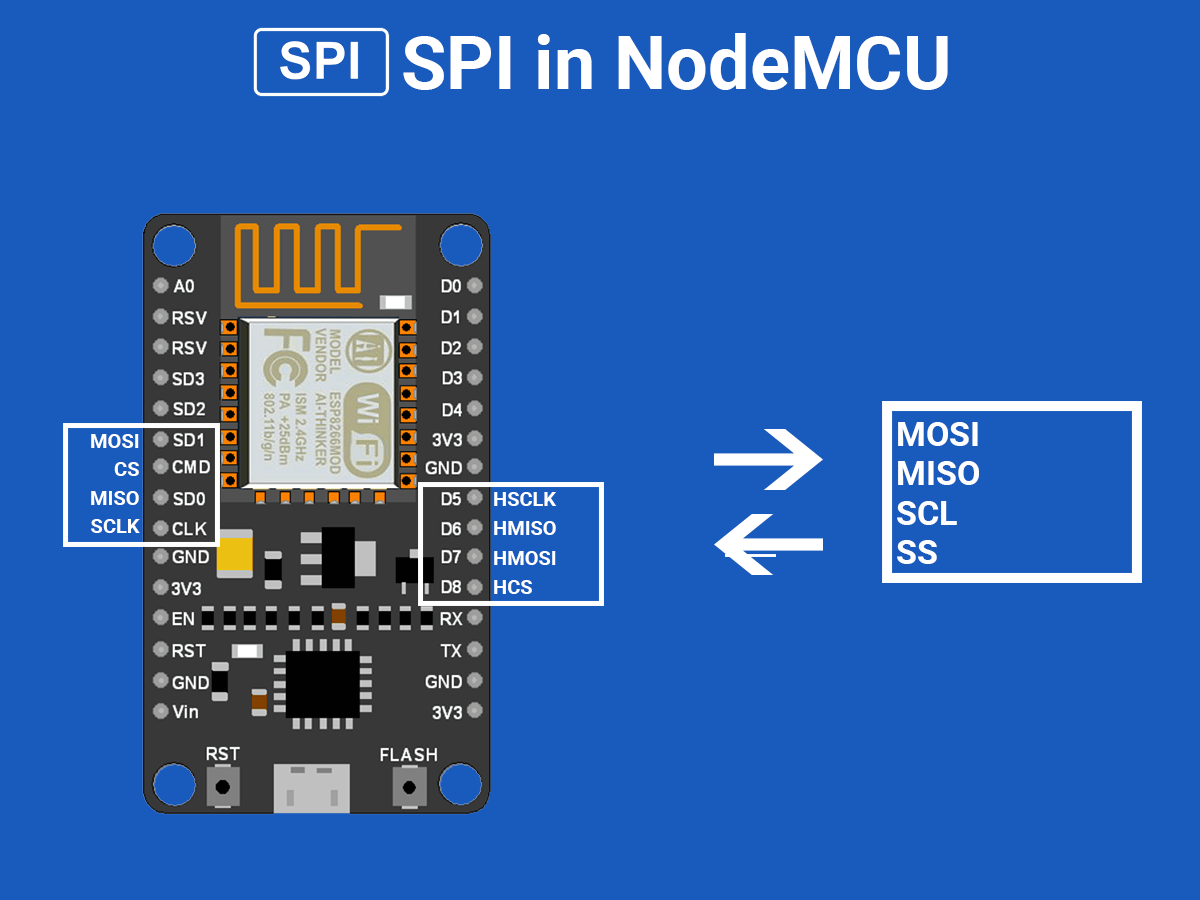 SPI SPI in NodeMCU
A0
RSV
RSV
SD3
SD2
MOSI SD1
CS CMD
MISO SD0
SCLK CLK
GND
3V3
EN
RST
GND
Vin
MODEL ESP8266MOD
VENDOR AI-THINKER
ISM 2.4GHz
PA +25dBm
802.11b/g/n
FC
Ai
WiFi
D0
D1
D2
D3
D4
3V3
GND
D5 HSCLK
D6 HMISO
D7 HMOSI
D8 HCS
RX
TX
GND
3V3
RST
FLASH
MOSI
MISO
SCL
SS